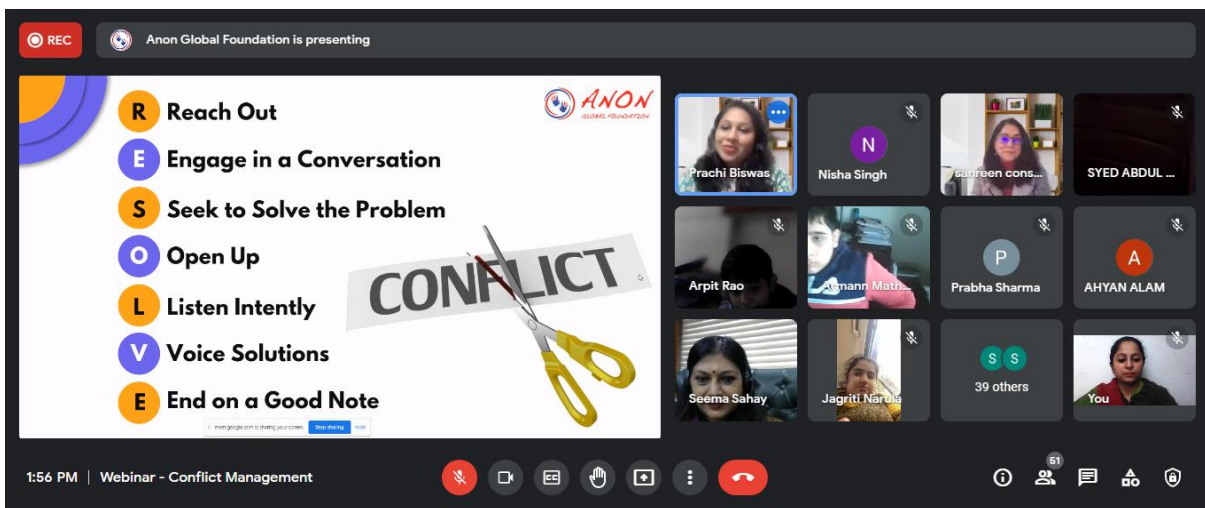 REC
Anon Global Foundation is presenting
R Reach Out
E Engage in a Conversation
S Seek to Solve the Problem
O Open Up
L Listen Intently
V Voice Solutions
E End on a Good Note
ANON
GLOBAL FOUNDATION
CONFLICT
meet.google.com is sharing your screen. Stop sharing Hide
Prachi Biswas
N
Nisha Singh
sanreen cons...
SYED ABDUL ...
Arpit Rao
Armann Math...
P
Prabha Sharma
A
AHYAN ALAM
Seema Sahay
Jagriti Narula
S S
39 others
You
1:56 PM | Webinar - Conflict Management
CC
51